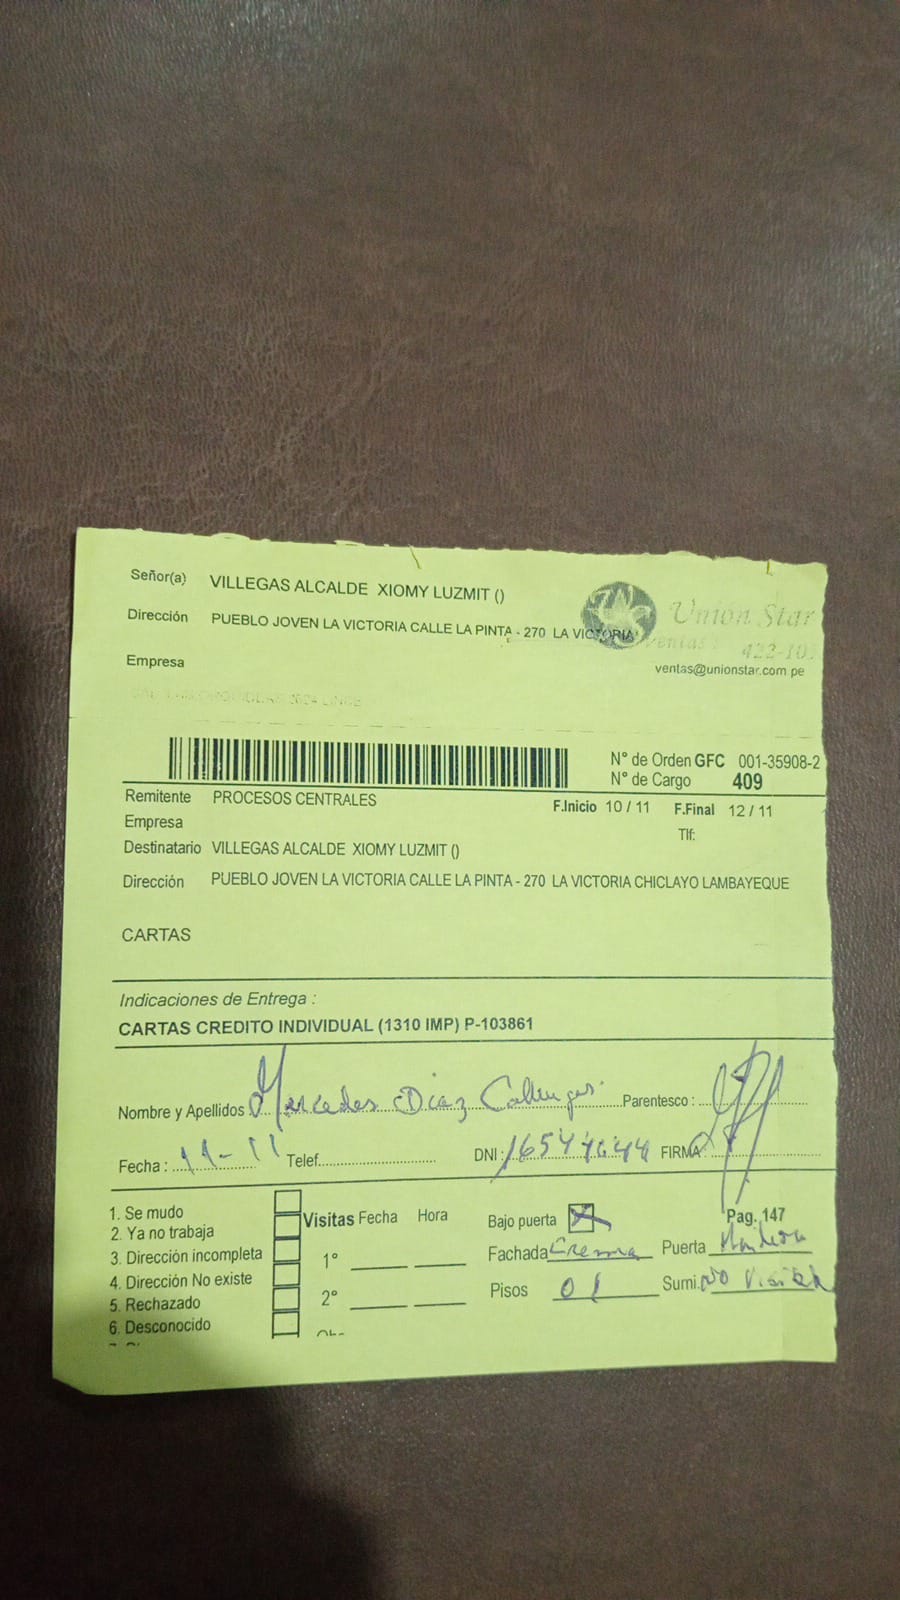 Señor(a) VILLEGAS ALCALDE XIOMY LUZMIT ()
Dirección PUEBLO JOVEN LA VICTORIA CALLE LA PINTA - 270 LA VICTORIA
Empresa
Union Star
ventas
422-10
ventas@unionstar.com.pe
N° de Orden GFC 001-35908-2
N° de Cargo 409
Remitente PROCESOS CENTRALES F.Inicio 10 / 11 F.Final 12 / 11
Empresa Tlf:
Destinatario VILLEGAS ALCALDE XIOMY LUZMIT ()
Dirección PUEBLO JOVEN LA VICTORIA CALLE LA PINTA - 270 LA VICTORIA CHICLAYO LAMBAYEQUE
CARTAS
Indicaciones de Entrega :
CARTAS CREDITO INDIVIDUAL (1310 IMP) P-103861
Nombre y Apellidos Mercedes Diaz Parentesco :
Fecha : 11-11 Telef. DNI : FIRMA :
1. Se mudo
2. Ya no trabaja
3. Dirección incompleta
4. Dirección No existe
5. Rechazado
6. Desconocido
Visitas Fecha Hora
1°
2°
Bajo puerta X Pag. 147
Fachada Crema Puerta Madera
Pisos 01 Sumi. No Visible